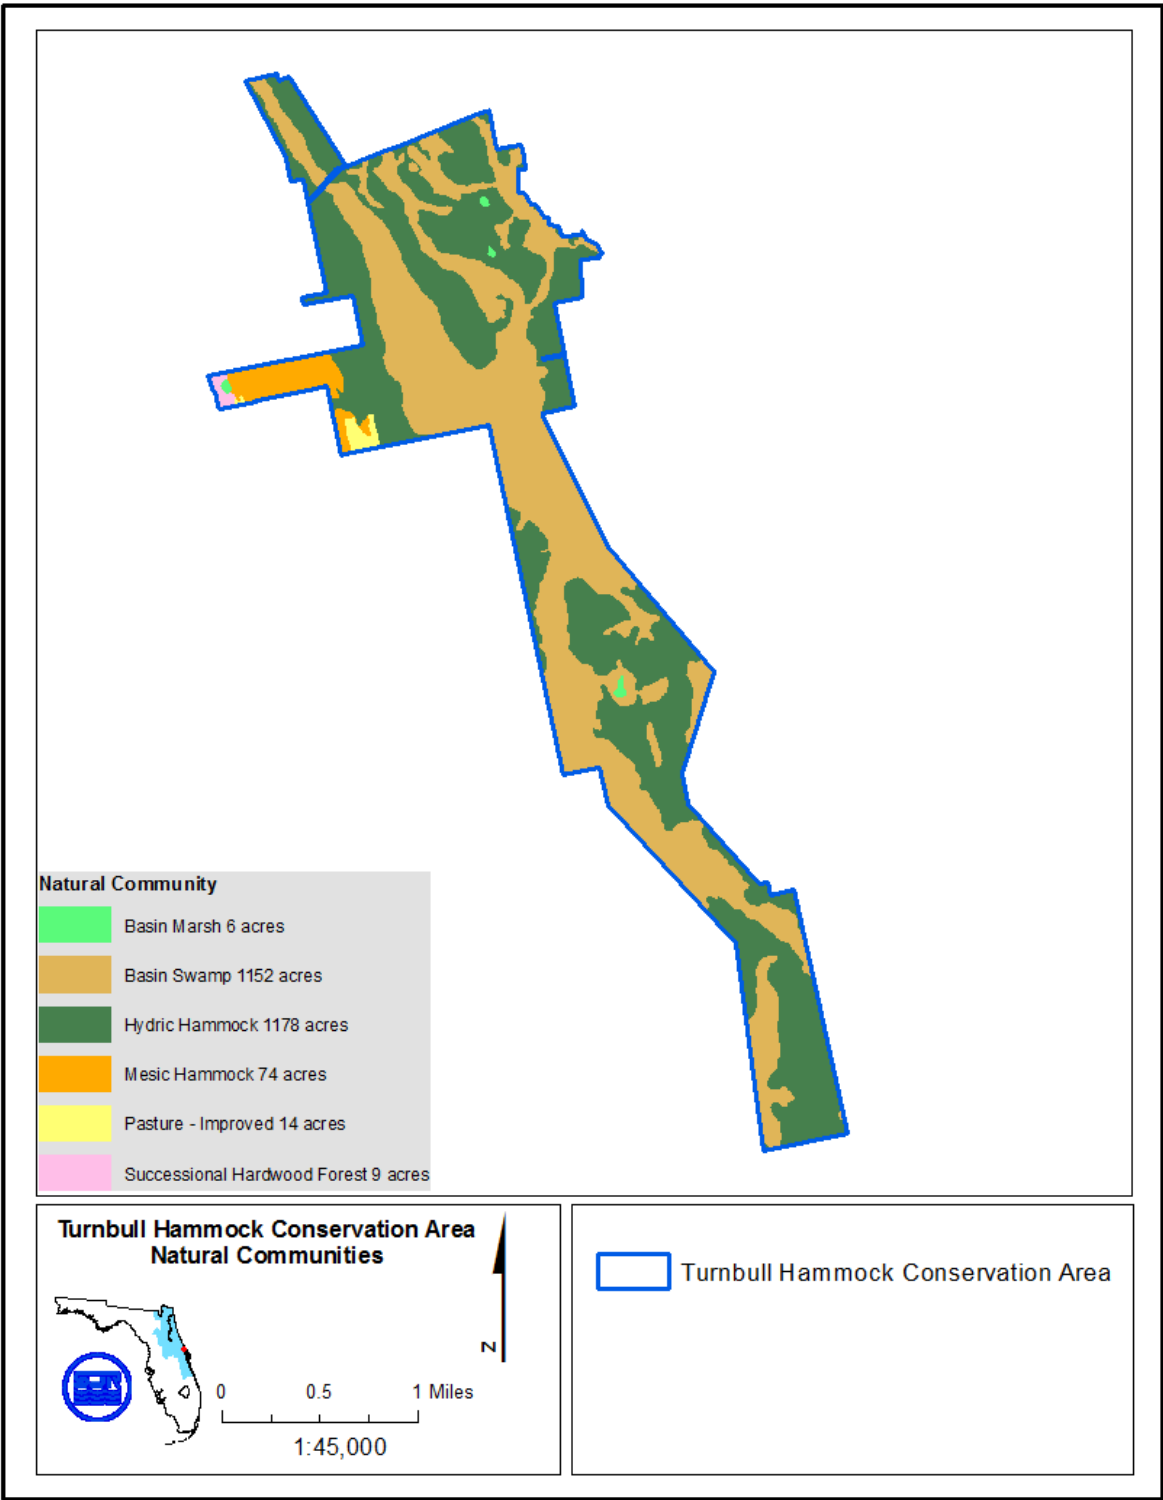 Natural Community
Basin Marsh 6 acres
Basin Swamp 1152 acres
Hydric Hammock 1178 acres
Mesic Hammock 74 acres
Pasture - Improved 14 acres
Successional Hardwood Forest 9 acres
Turnbull Hammock Conservation Area
Natural Communities
N
0 0.5 1 Miles
1:45,000
Turnbull Hammock Conservation Area